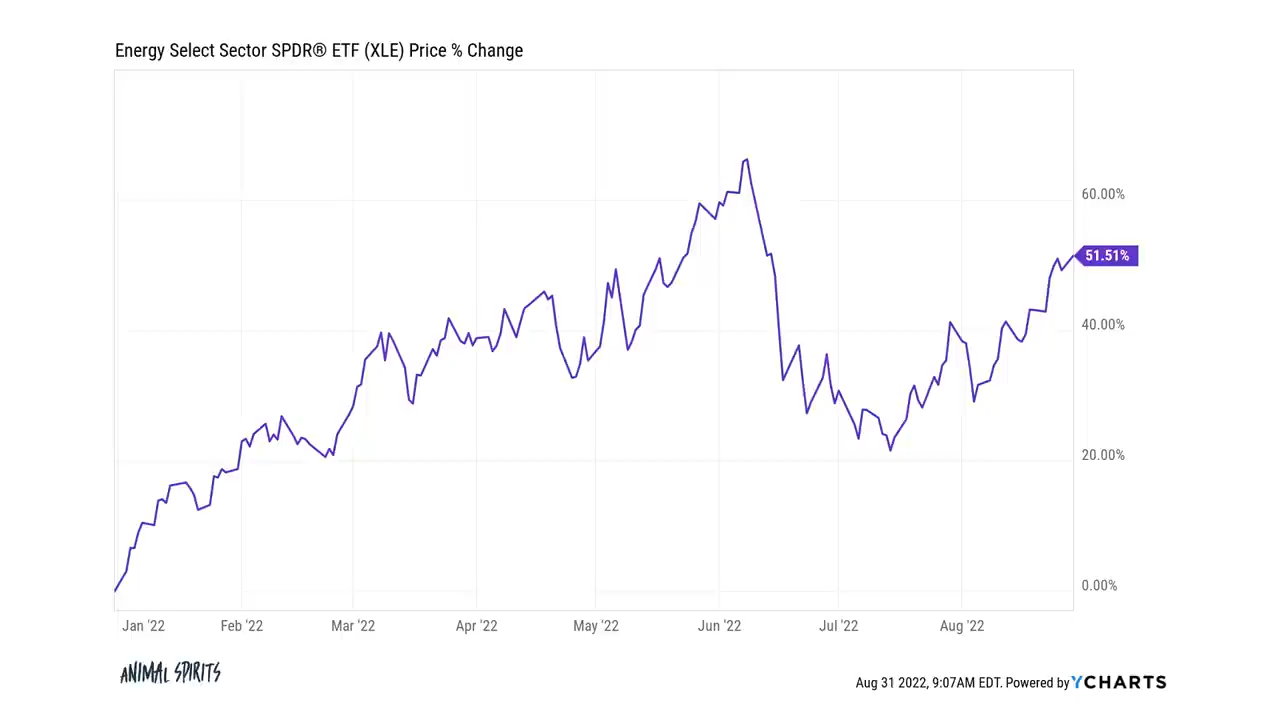 Energy Select Sector SPDR® ETF (XLE) Price % Change
60.00%
51.51%
40.00%
20.00%
0.00%
Jan '22 Feb '22 Mar '22 Apr '22 May '22 Jun '22 Jul '22 Aug '22
ANIMAL SPIRITS
Aug 31 2022, 9:07AM EDT. Powered by YCHARTS